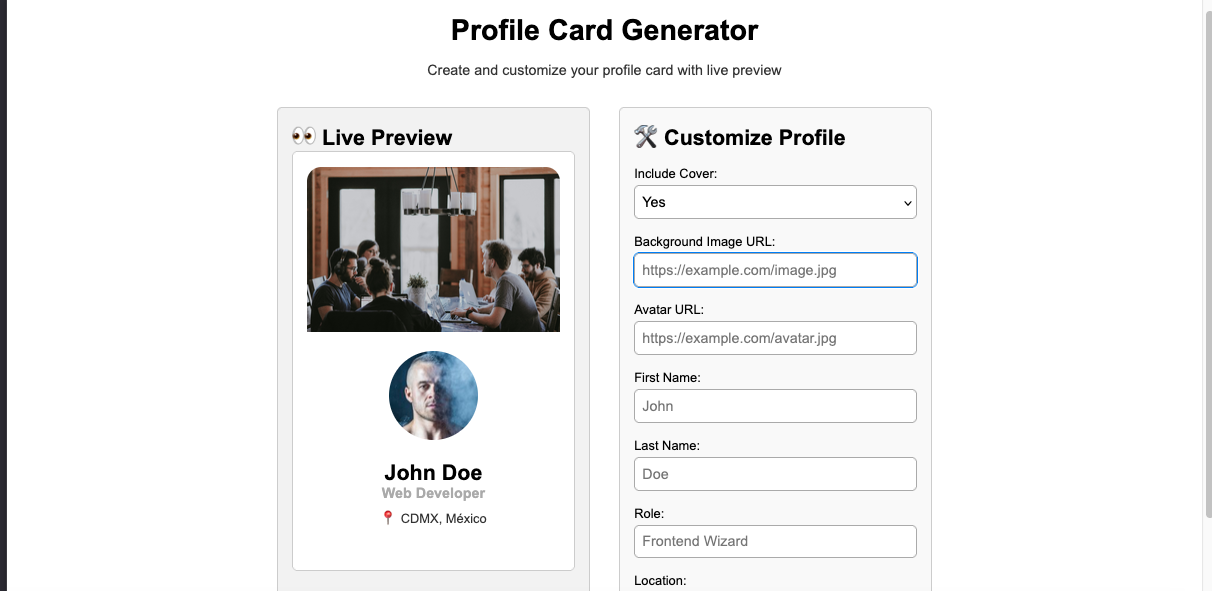 Profile Card Generator
Create and customize your profile card with live preview
👀 Live Preview
John Doe
Web Developer
📍 CDMX, México
🛠️ Customize Profile
Include Cover:
Yes
Background Image URL:
https://example.com/image.jpg
Avatar URL:
https://example.com/avatar.jpg
First Name:
John
Last Name:
Doe
Role:
Frontend Wizard
Location: